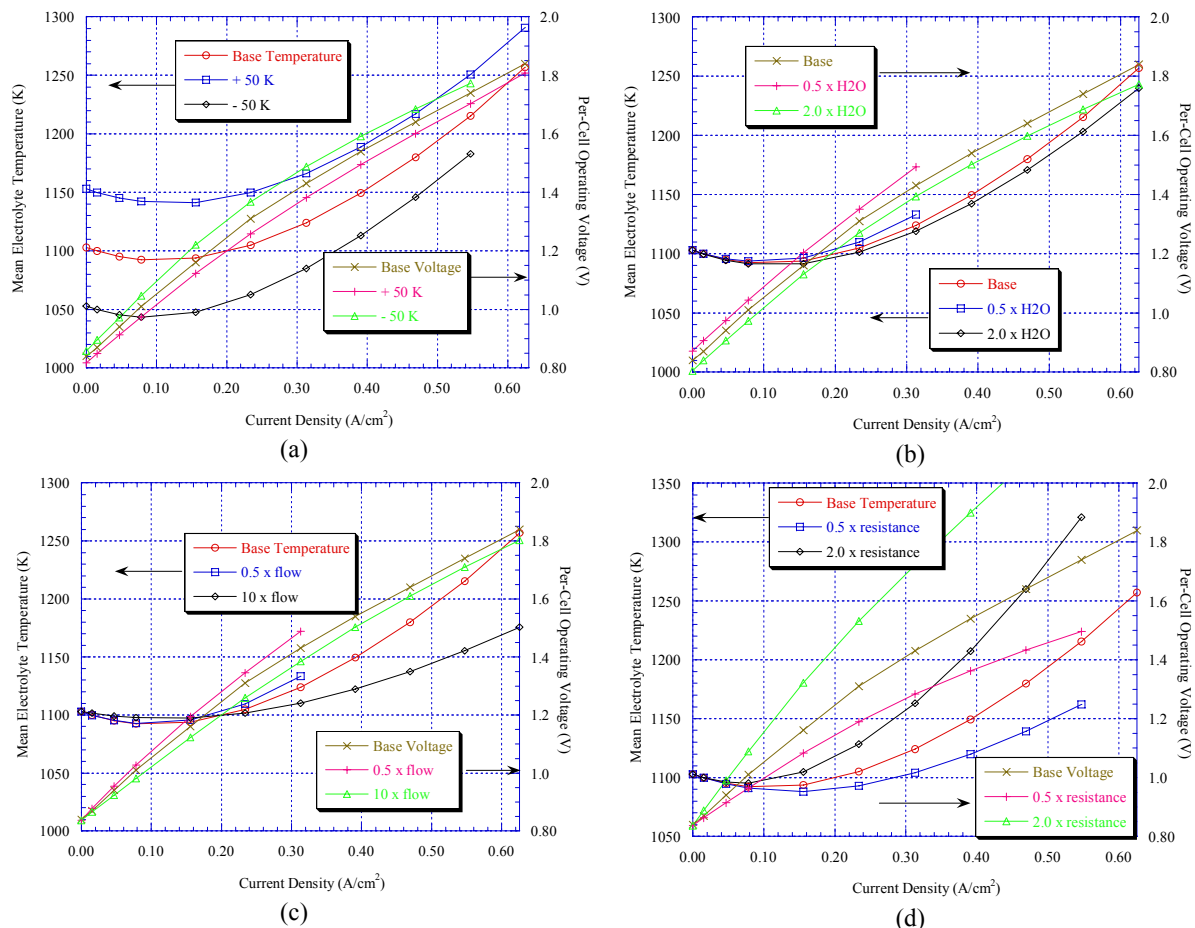 1300
1250
1200
1150
1100
1050
1000
Mean Electrolyte Temperature (K)
Base Temperature
+ 50 K
- 50 K
Base Voltage
+ 50 K
- 50 K
2.0
1.8
1.6
1.4
1.2
1.0
0.80
Per-Cell Operating Voltage (V)
0.00 0.10 0.20 0.30 0.40 0.50 0.60
Current Density (A/cm²)
(a)
1300
1250
1200
1150
1100
1050
1000
Mean Electrolyte Temperature (K)
Base
0.5 x H2O
2.0 x H2O
Base
0.5 x H2O
2.0 x H2O
2.0
1.8
1.6
1.4
1.2
1.0
0.80
Per-Cell Operating Voltage (V)
0.00 0.10 0.20 0.30 0.40 0.50 0.60
Current Density (A/cm²)
(b)
1300
1250
1200
1150
1100
1050
1000
Mean Electrolyte Temperature (K)
Base Temperature
0.5 x flow
10 x flow
Base Voltage
0.5 x flow
10 x flow
2.0
1.8
1.6
1.4
1.2
1.0
0.80
Per-Cell Operating Voltage (V)
0.00 0.10 0.20 0.30 0.40 0.50 0.60
Current Density (A/cm²)
(c)
1350
1300
1250
1200
1150
1100
1050
Mean Electrolyte Temperature (K)
Base Temperature
0.5 x resistance
2.0 x resistance
Base Voltage
0.5 x resistance
2.0 x resistance
2.0
1.8
1.6
1.4
1.2
1.0
0.80
Per-Cell Operating Voltage (V)
0.00 0.10 0.20 0.30 0.40 0.50 0.60
Current Density (A/cm²)
(d)